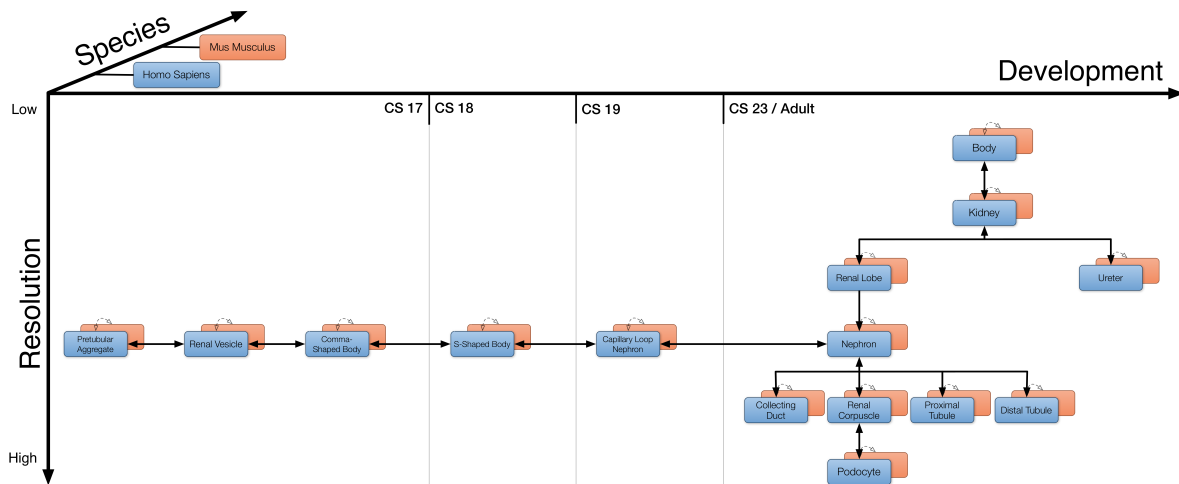 Species
Mus Musculus
Homo Sapiens
Development
Low
CS 17
CS 18
CS 19
CS 23 / Adult
Body
Kidney
Resolution
Renal Lobe
Ureter
Pretubular
Aggregate
Renal Vesicle
Comma-
Shaped Body
S-Shaped Body
Capillary Loop
Nephron
Nephron
Collecting
Duct
Renal
Corpuscle
Proximal
Tubule
Distal Tubule
High
Podocyte